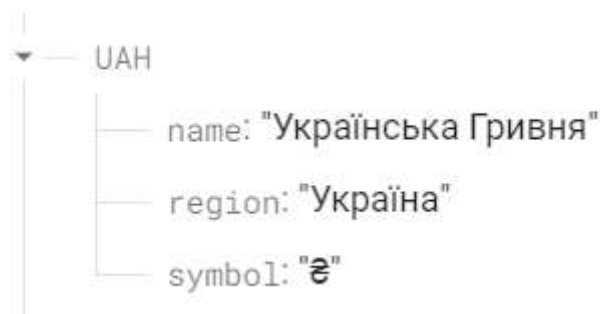 UAH
name: "Українська Гривня"
region: "Україна"
symbol: "₴"